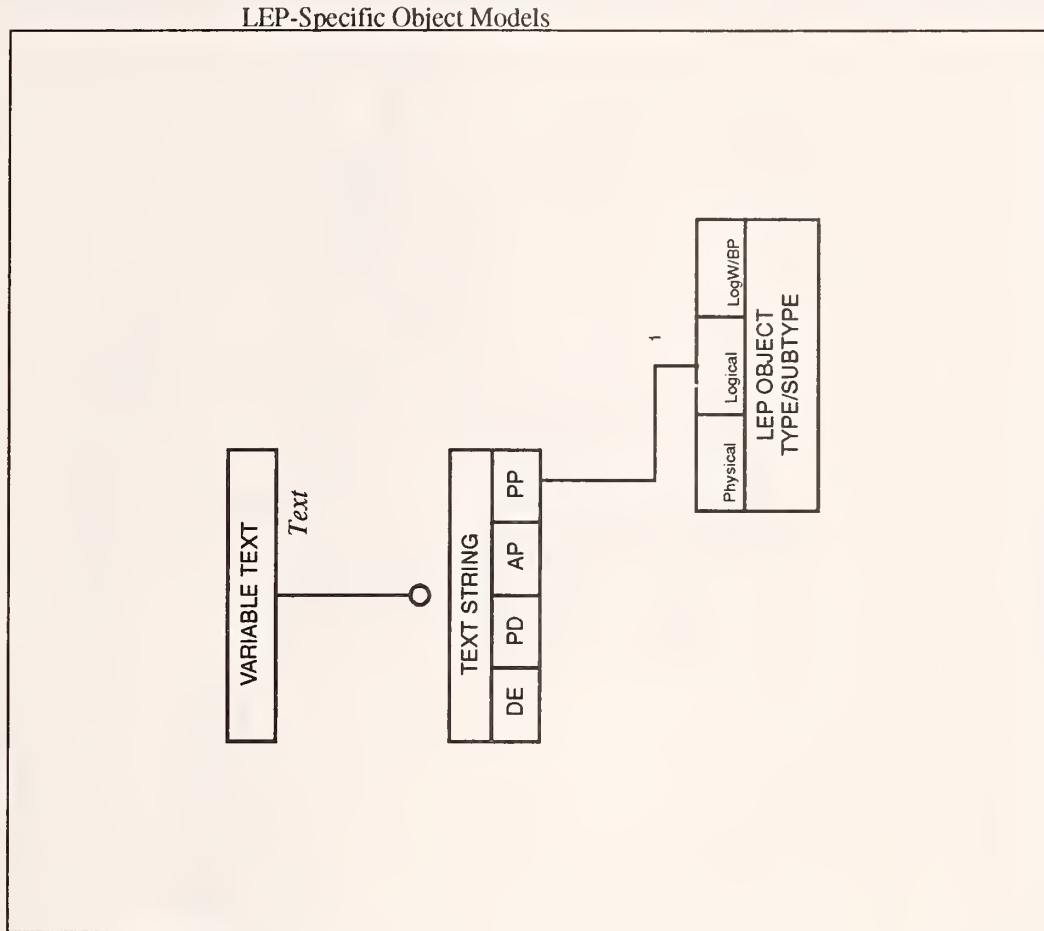 LEP-Specific Object Models
VARIABLE TEXT
Text
TEXT STRING
DE PD AP PP
1
Physical Logical LogW/BP
LEP OBJECT
TYPE/SUBTYPE